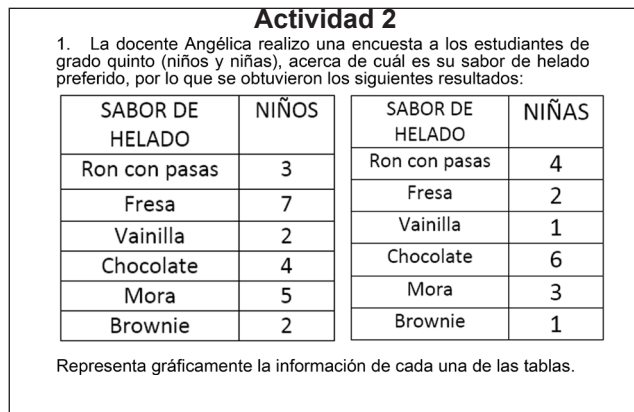 Actividad 2
1. La docente Angélica realizo una encuesta a los estudiantes de
grado quinto (niños y niñas), acerca de cuál es su sabor de helado
preferido, por lo que se obtuvieron los siguientes resultados:
SABOR DE HELADO NIÑOS
Ron con pasas 3
Fresa 7
Vainilla 2
Chocolate 4
Mora 5
Brownie 2
SABOR DE HELADO NIÑAS
Ron con pasas 4
Fresa 2
Vainilla 1
Chocolate 6
Mora 3
Brownie 1
Representa gráficamente la información de cada una de las tablas.